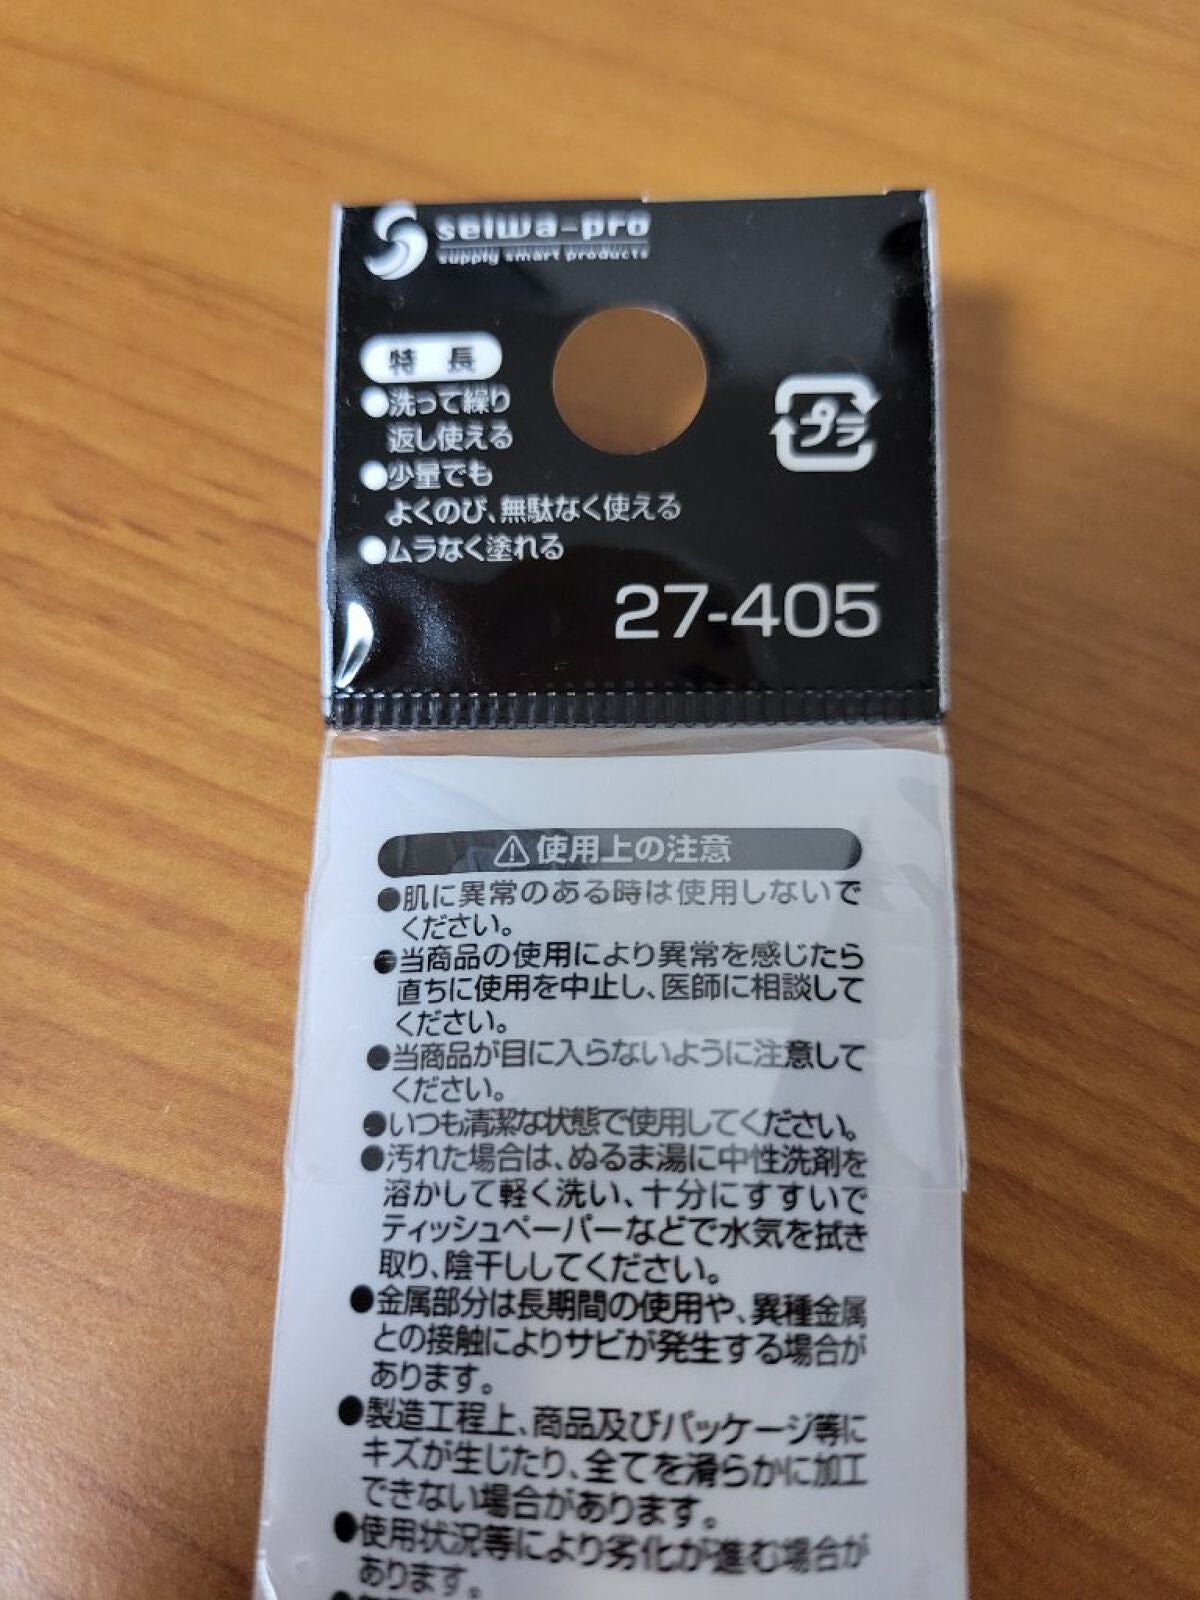 seiwa-pro
supply smart products
特長
●洗って繰り
返し使える
●少量でも
よくのび、無駄なく使える
●ムラなく塗れる
プラ
27-405
⚠使用上の注意
●肌に異常のある時は使用しないで
ください。
●当商品の使用により異常を感じたら
直ちに使用を中止し、医師に相談して
ください。
●当商品が目に入らないように注意して
ください。
●いつも清潔な状態で使用してください。
●汚れた場合は、ぬるま湯に中性洗剤を
溶かして軽く洗い、十分にすすいで
ティッシュペーパーなどで水気を拭き
取り、陰干ししてください。
●金属部分は長期間の使用や、異種金属
との接触によりサビが発生する場合が
あります。
●製造工程上、商品及びパッケージ等に
キズが生じたり、全てを滑らかに加工
できない場合があります。
●使用状況等により劣化が進む場合が
あります。